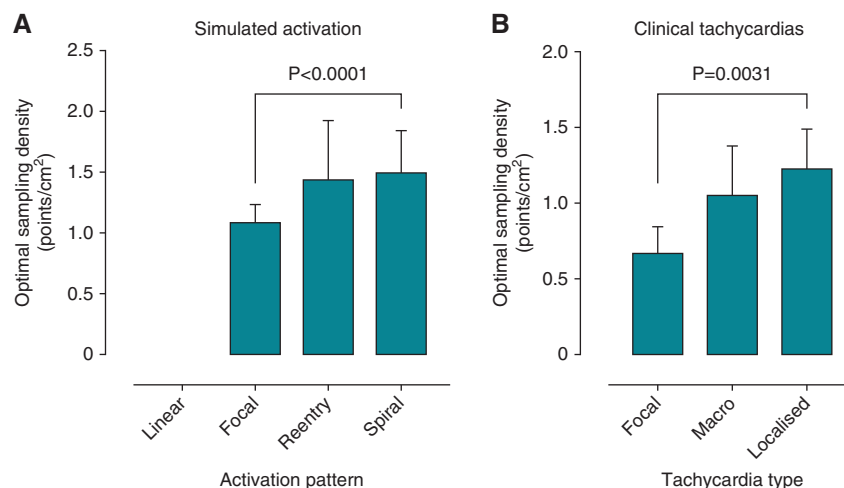 A
Simulated activation
2.5
2.0
1.5
1.0
0.5
0
Optimal sampling density
(points/cm²)
P<0.0001
Linear
Focal
Reentry
Spiral
Activation pattern
B
Clinical tachycardias
2.0
1.5
1.0
0.5
0
Optimal sampling density
(points/cm²)
P=0.0031
Focal
Macro
Localised
Tachycardia type